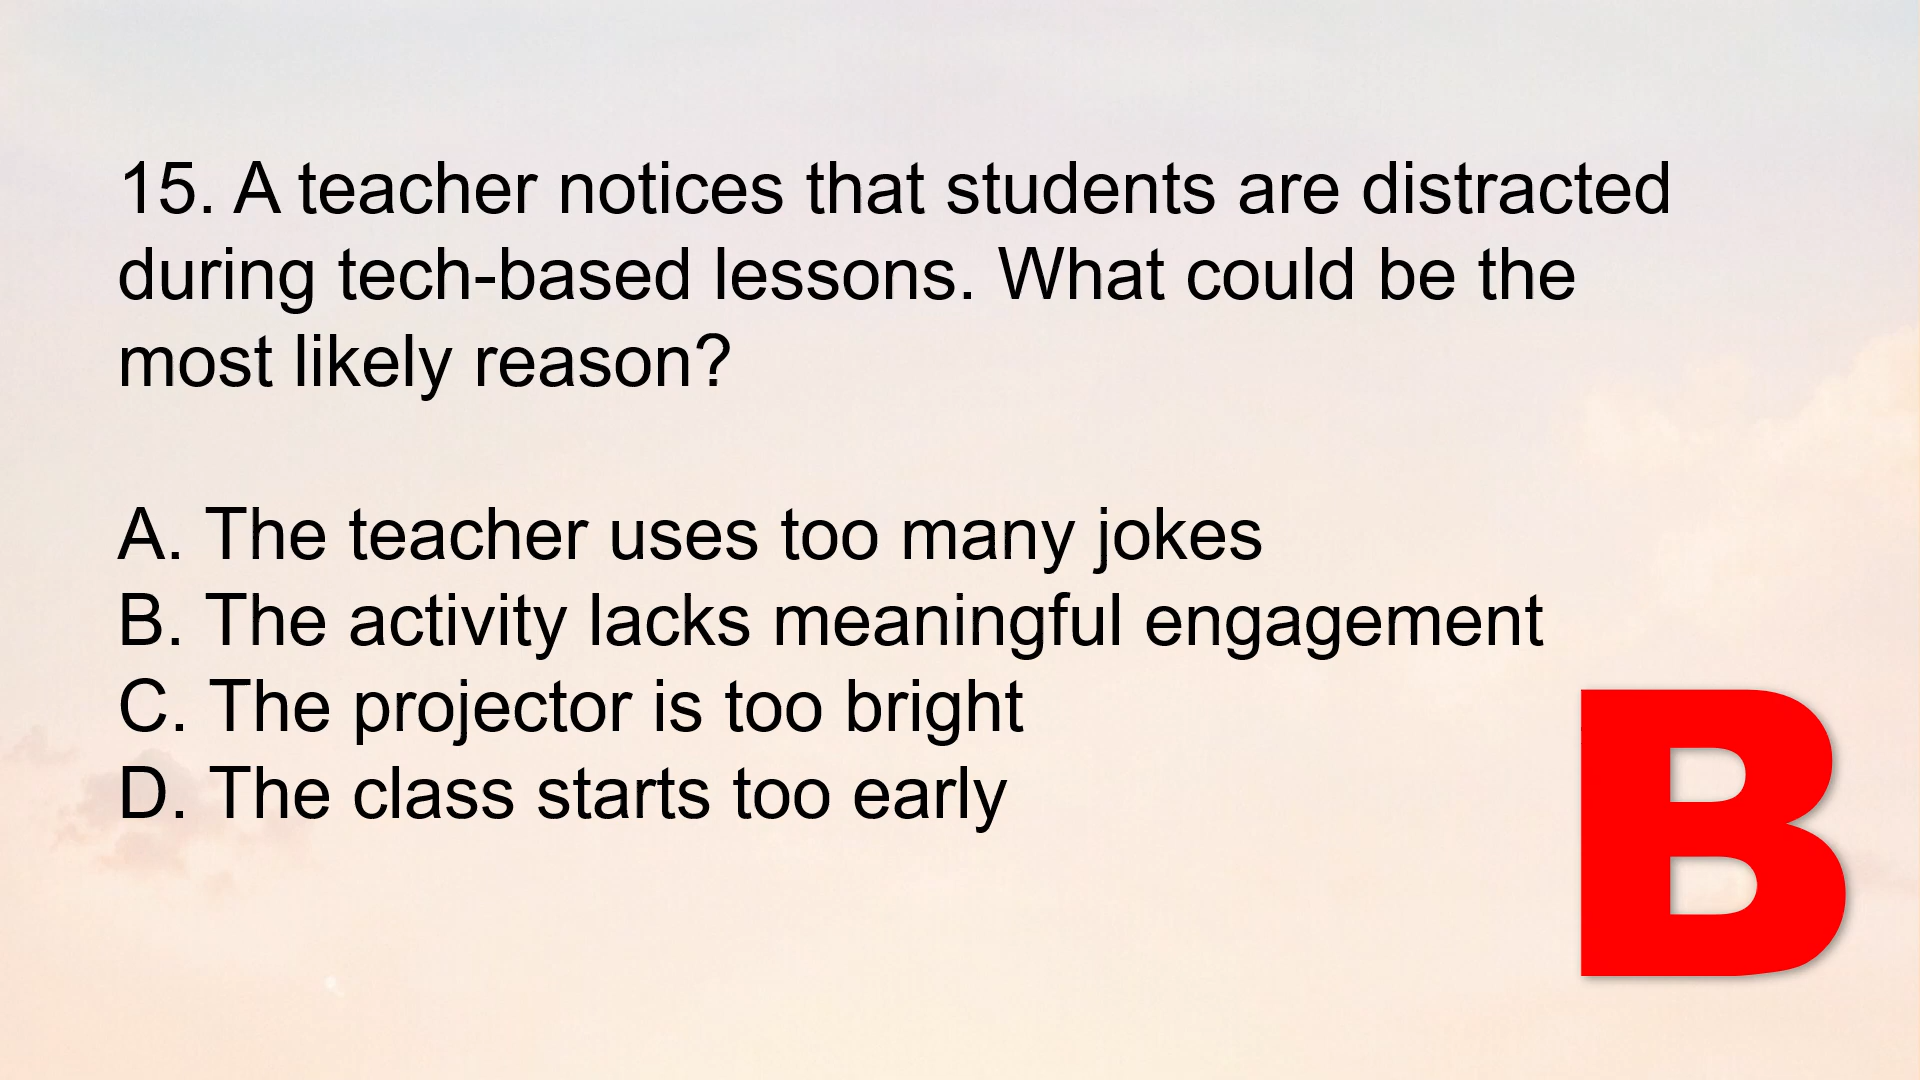 15. A teacher notices that students are distracted
during tech-based lessons. What could be the
most likely reason?
A. The teacher uses too many jokes
B. The activity lacks meaningful engagement
C. The projector is too bright
D. The class starts too early
B